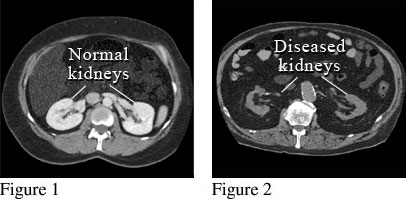 Normal
kidneys
Diseased
kidneys
Figure 1
Figure 2